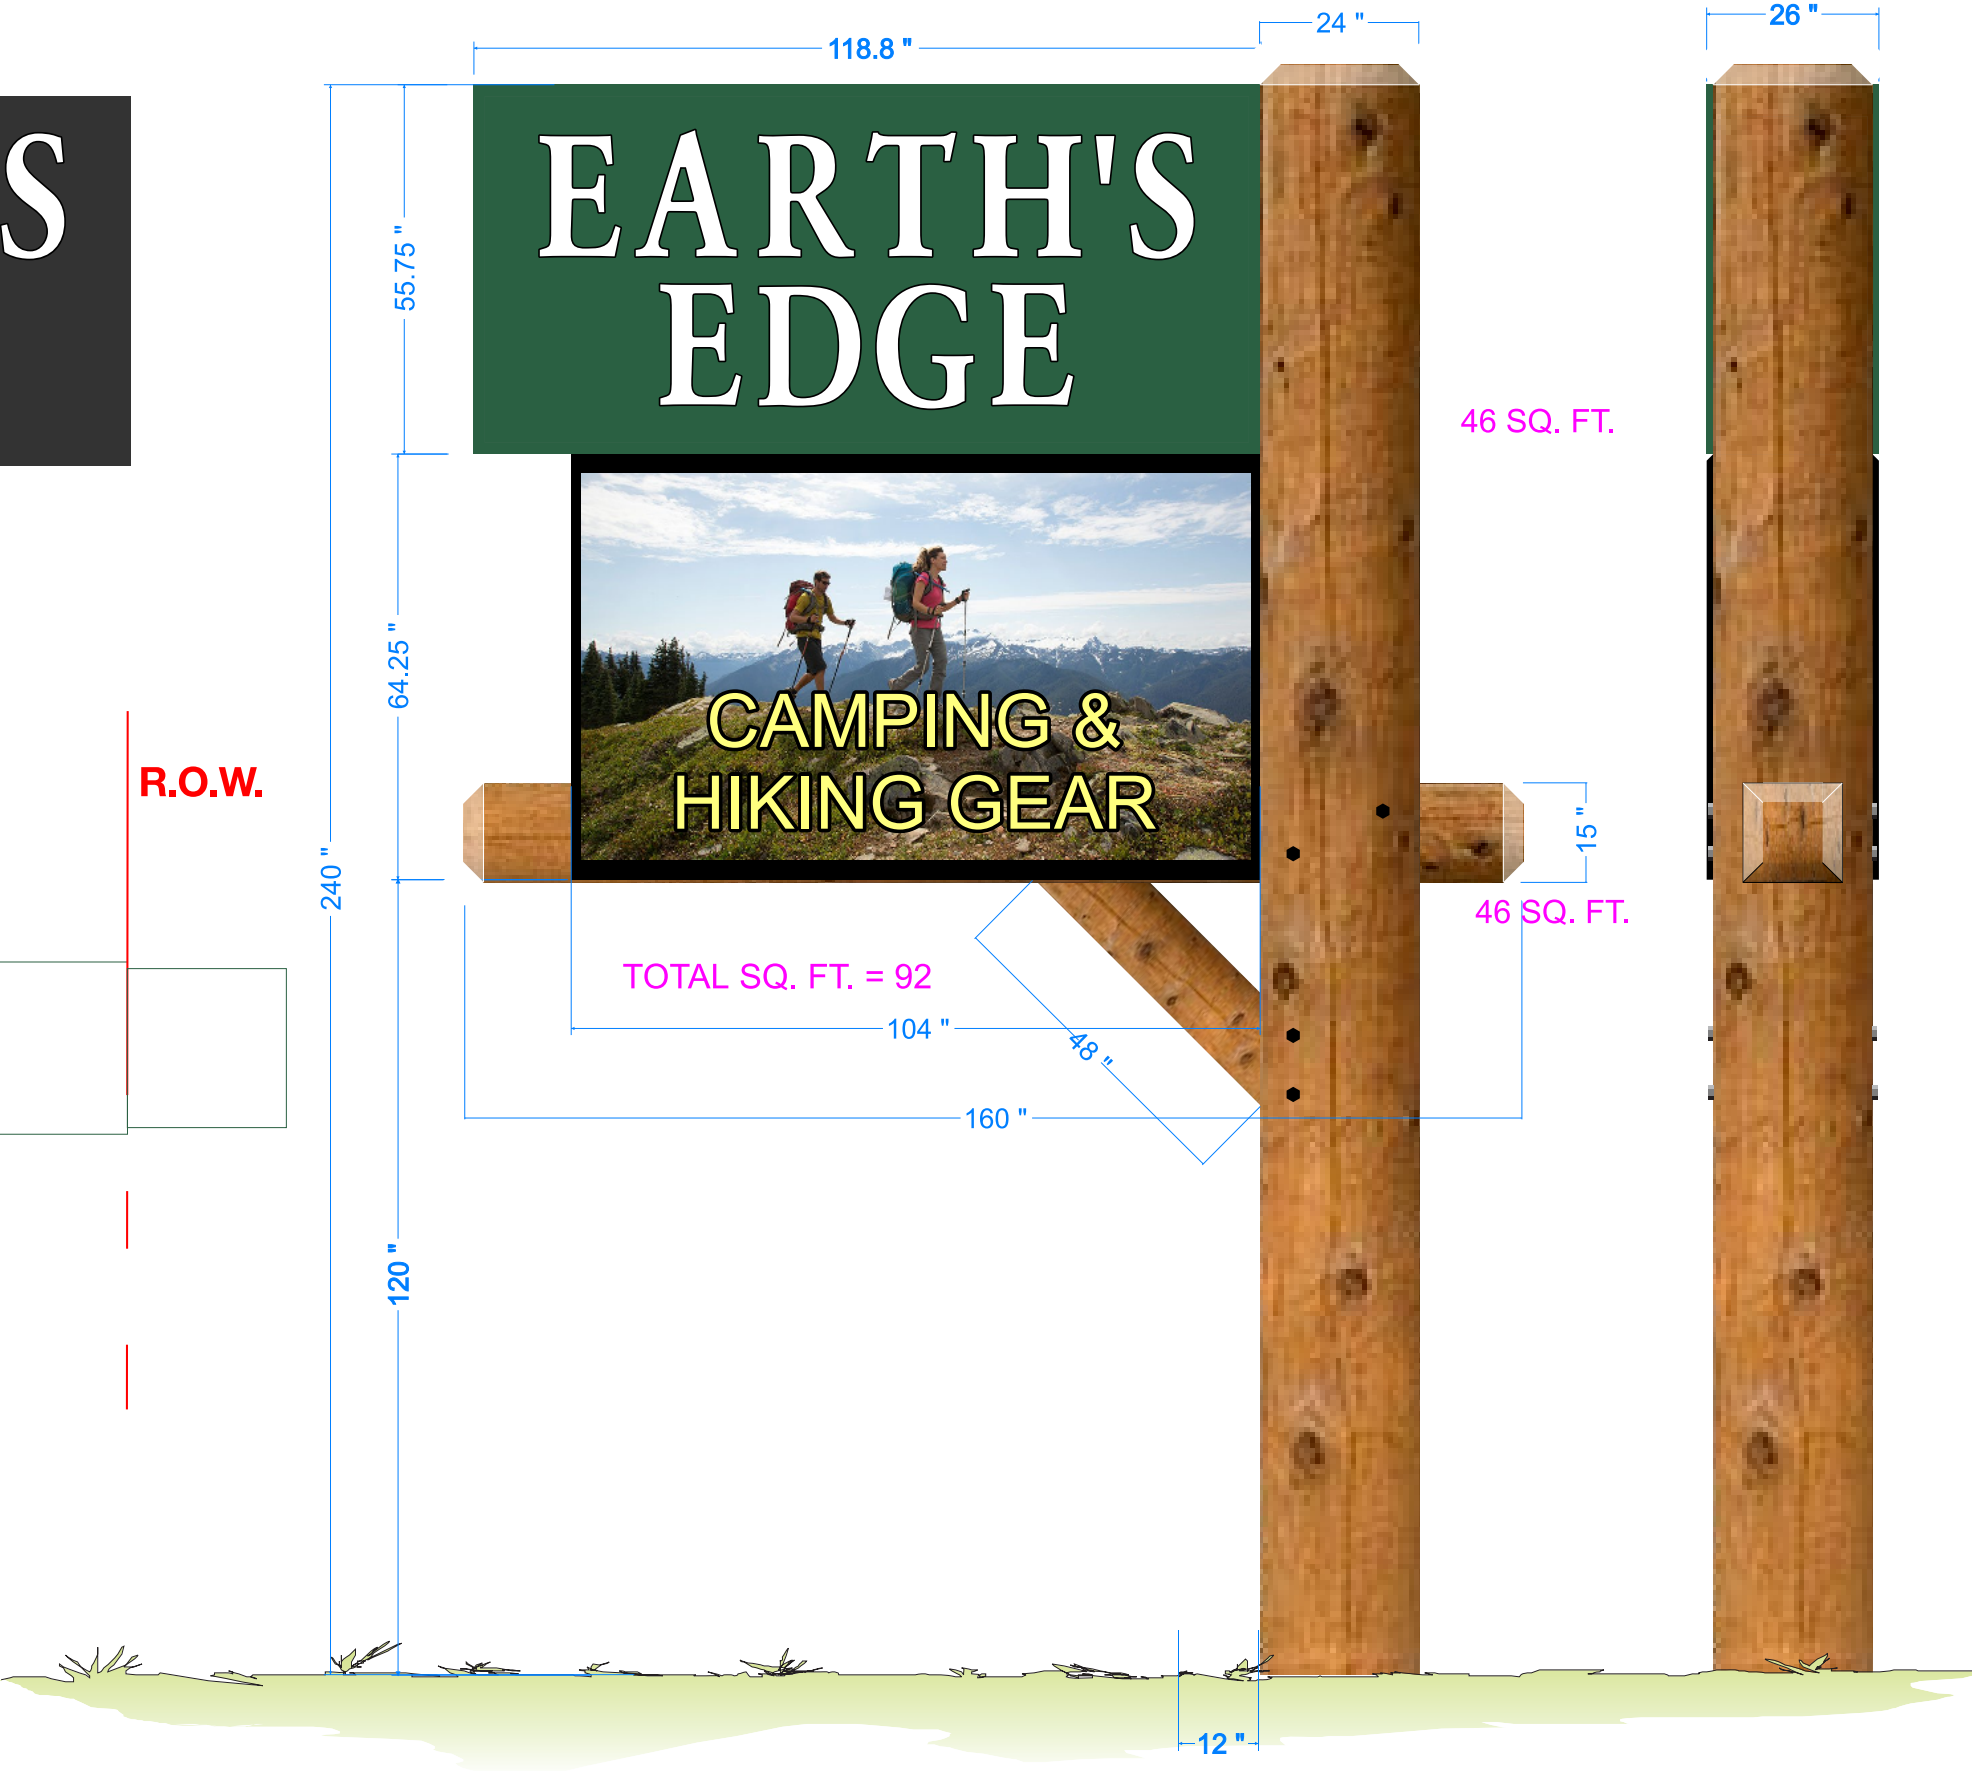 24 "
26 "
118.8 "
S
EARTH'S
EDGE
55.75 "
46 SQ. FT.
64.25 "
CAMPING &
HIKING GEAR
R.O.W.
15 "
240 "
46 SQ. FT.
TOTAL SQ. FT. = 92
104 "
48 "
160 "
120 "
12 "